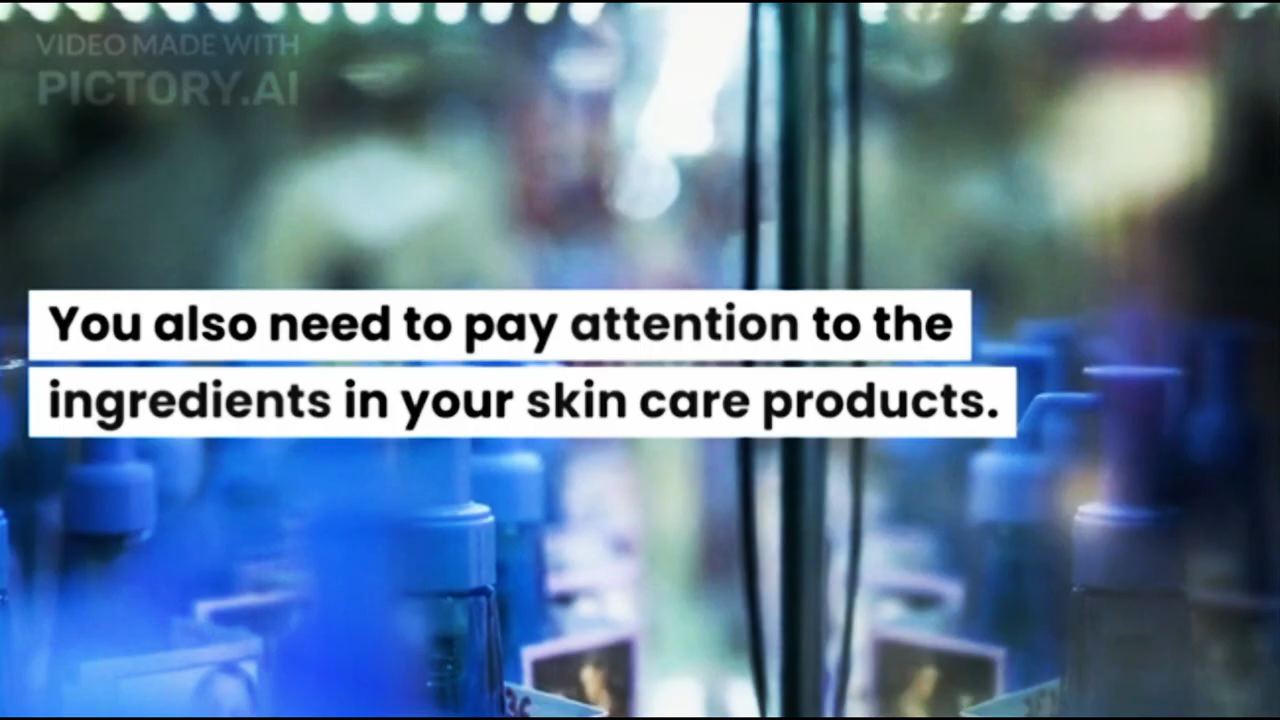 VIDEO MADE WITH
PICTORY.AI
You also need to pay attention to the
ingredients in your skin care products.